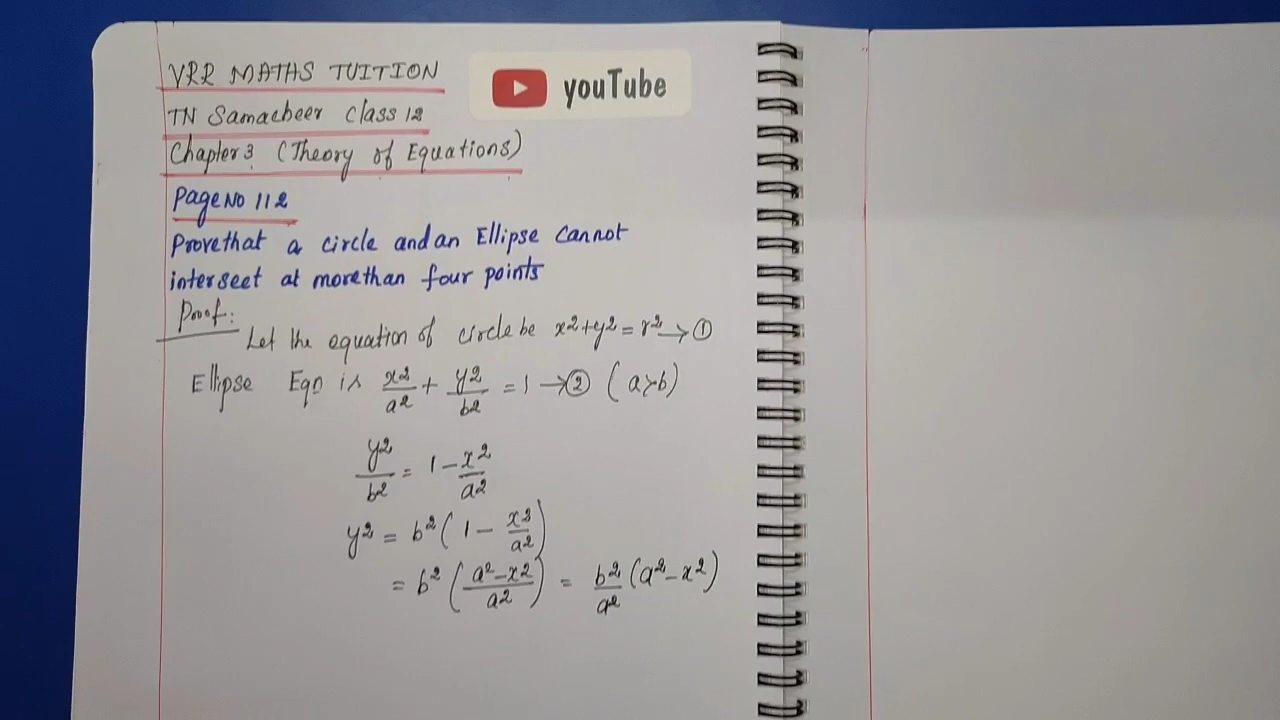 VRR MATHS TUITION
youTube
TN Samacheer Class 12
Chapter 3 (Theory of Equations)
Page No 112
Prove that a circle and an Ellipse Cannot
intersect at more than four points
Proof:
Let the equation of circle be x²+y²=r² → ①
Ellipse Eqn is x²/a² + y²/b² = 1 → ② (a>b)
y²/b² = 1 - x²/a²
y² = b² (1 - x²/a²)
= b² (a²-x²/a²) = b²/a² (a²-x²)